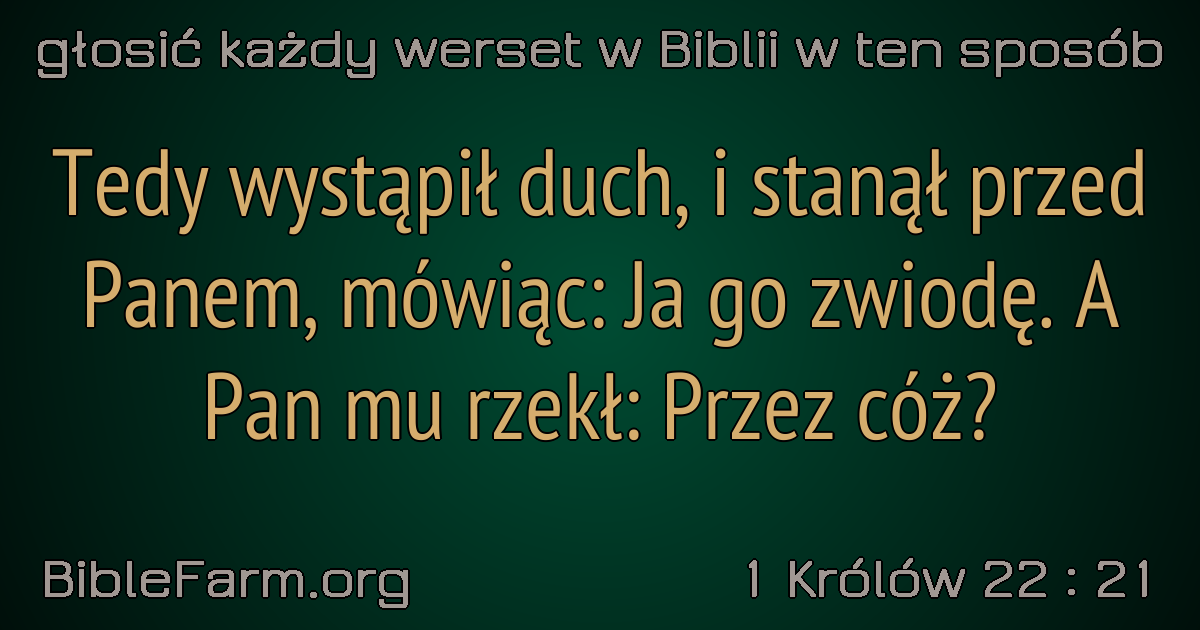 głosić każdy werset w Biblii w ten sposób
Tedy wystąpił duch, i stanął przed
Panem, mówiąc: Ja go zwiodę. A
Pan mu rzekł: Przez cóż?
BibleFarm.org
1 Królów 22 : 21